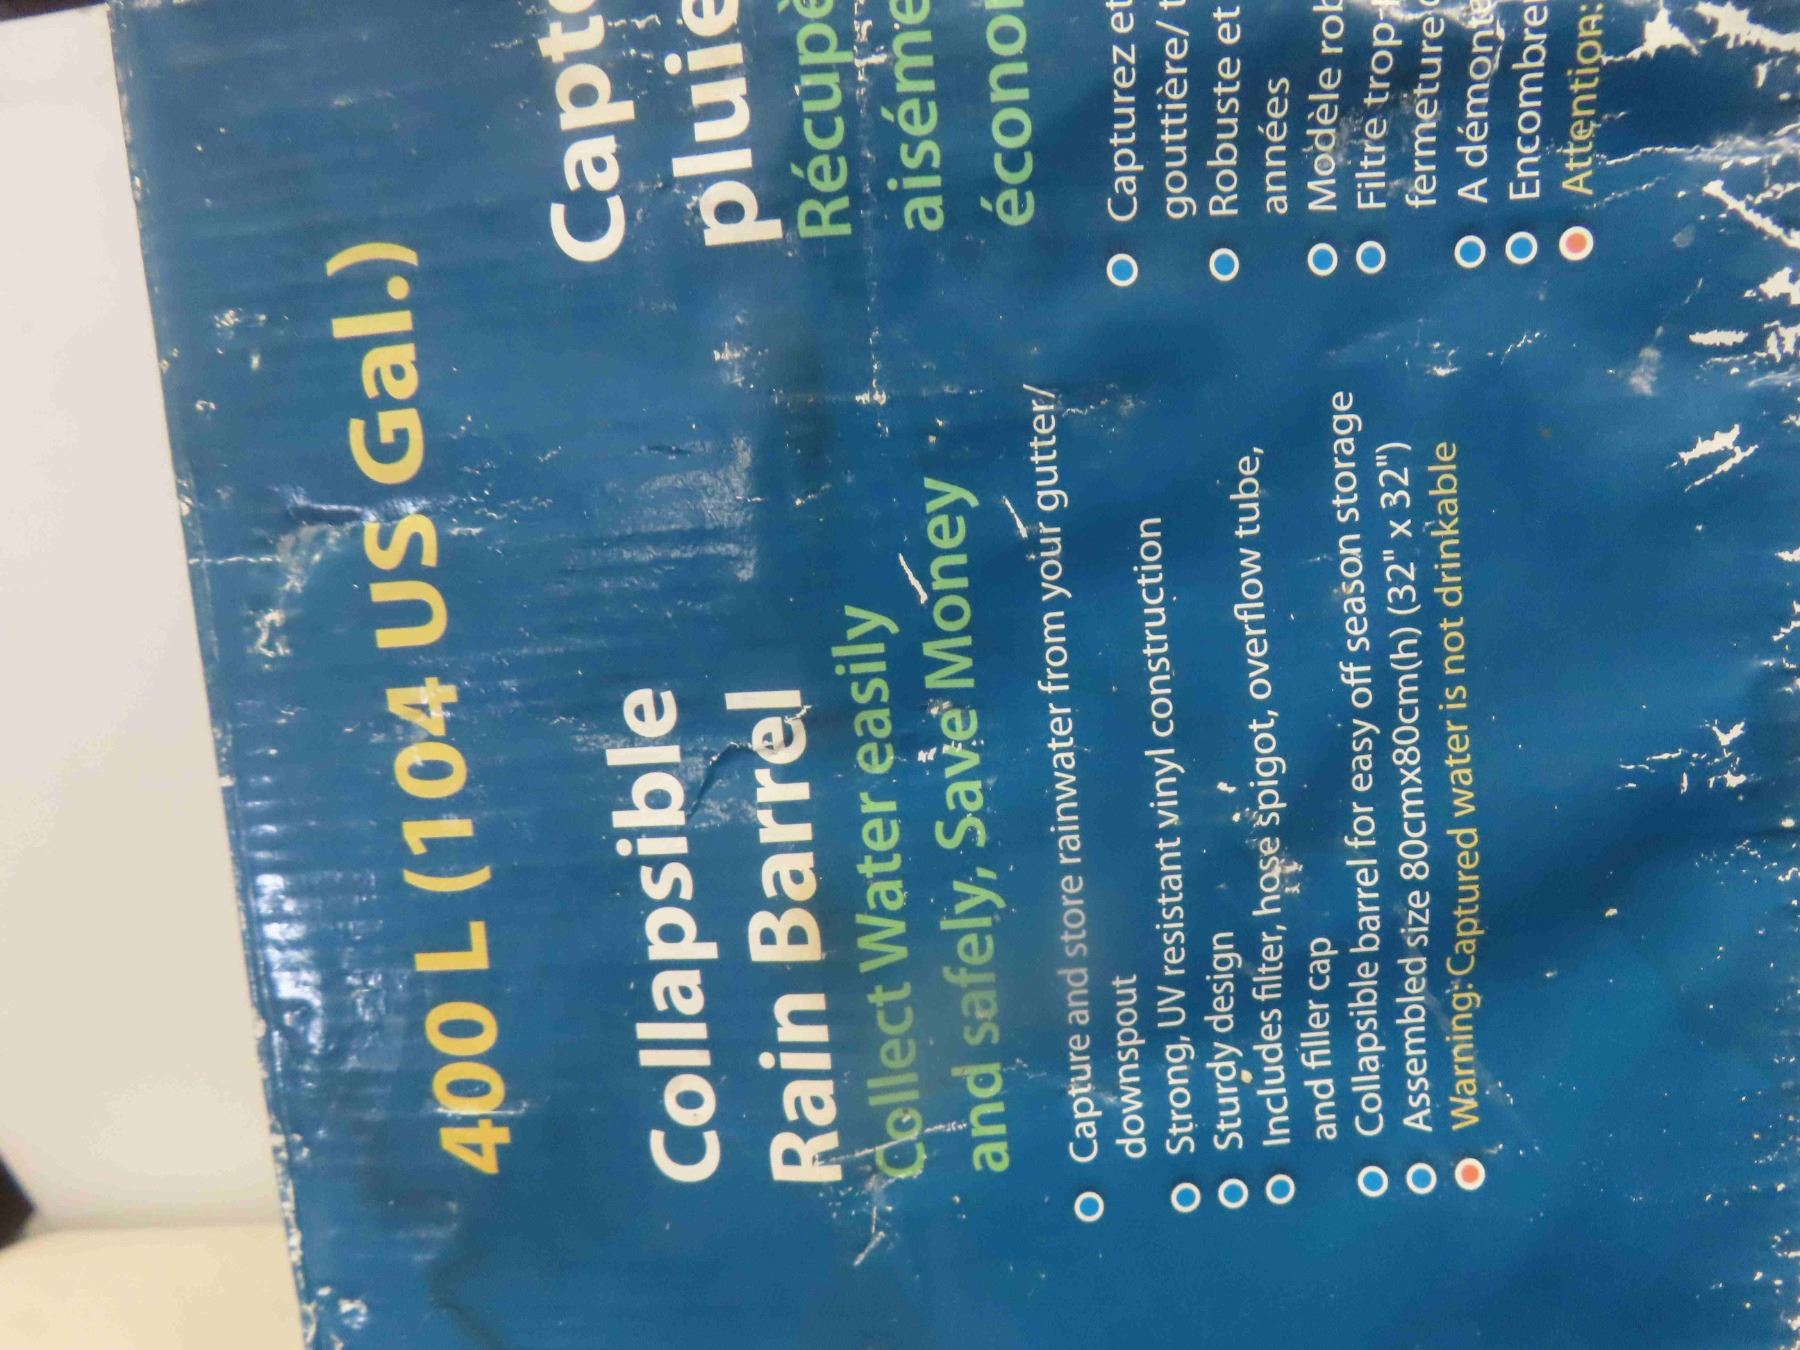 400 L (104 US Gal.)
Collapsible
Rain Barrel
Collect Water easily
and safely, Save Money
Capture and store rainwater from your gutter/
downspout
Strong, UV resistant vinyl construction
Sturdy design
Includes filter, hose spigot, overflow tube,
and filler cap
Collapsible barrel for easy off season storage
Assembled size 80cmx80cm(h) (32" x 32")
Warning: Captured water is not drinkable
Capte
pluie
Récupè
aiséme
écono
Capturez et
gouttière/ t
Robuste et
années
Modèle rob
Filtre trop-
fermeture
A démonte
Encombre
Attention: